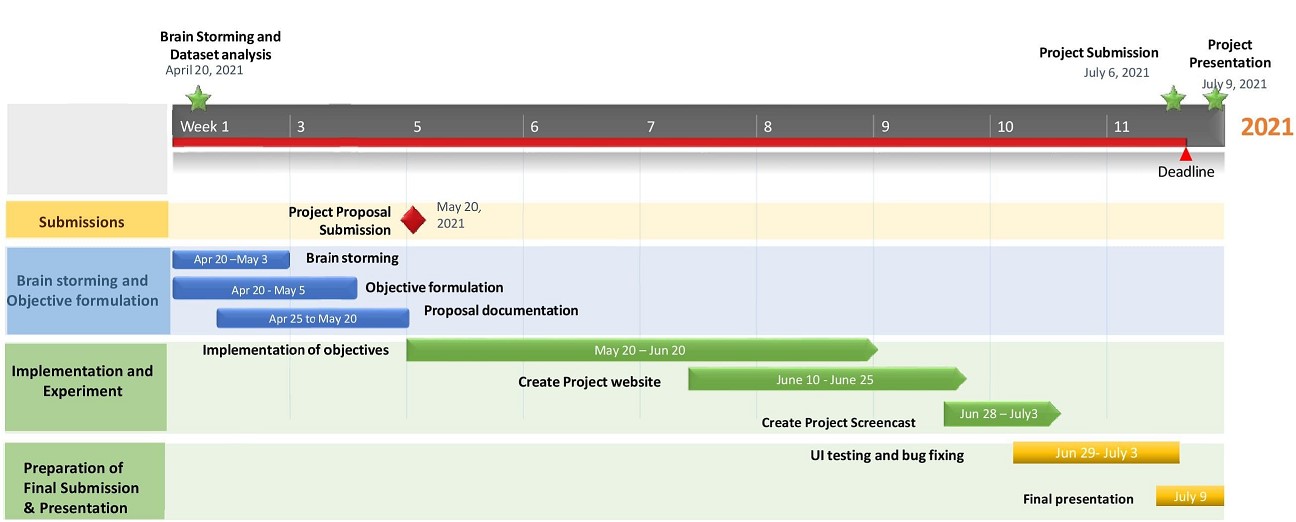 Brain Storming and
Dataset analysis
April 20, 2021
Project Submission
July 6, 2021
Project
Presentation
July 9, 2021
Week 1
3
5
6
7
8
9
10
11
2021
Deadline
Submissions
Project Proposal
Submission
May 20,
2021
Brain storming and
Objective formulation
Apr 20 –May 3
Brain storming
Apr 20 - May 5
Objective formulation
Apr 25 to May 20
Proposal documentation
Implementation and
Experiment
Implementation of objectives
May 20 – Jun 20
Create Project website
June 10 - June 25
Create Project Screencast
Jun 28 – July3
Preparation of
Final Submission
& Presentation
UI testing and bug fixing
Jun 29- July 3
Final presentation
July 9